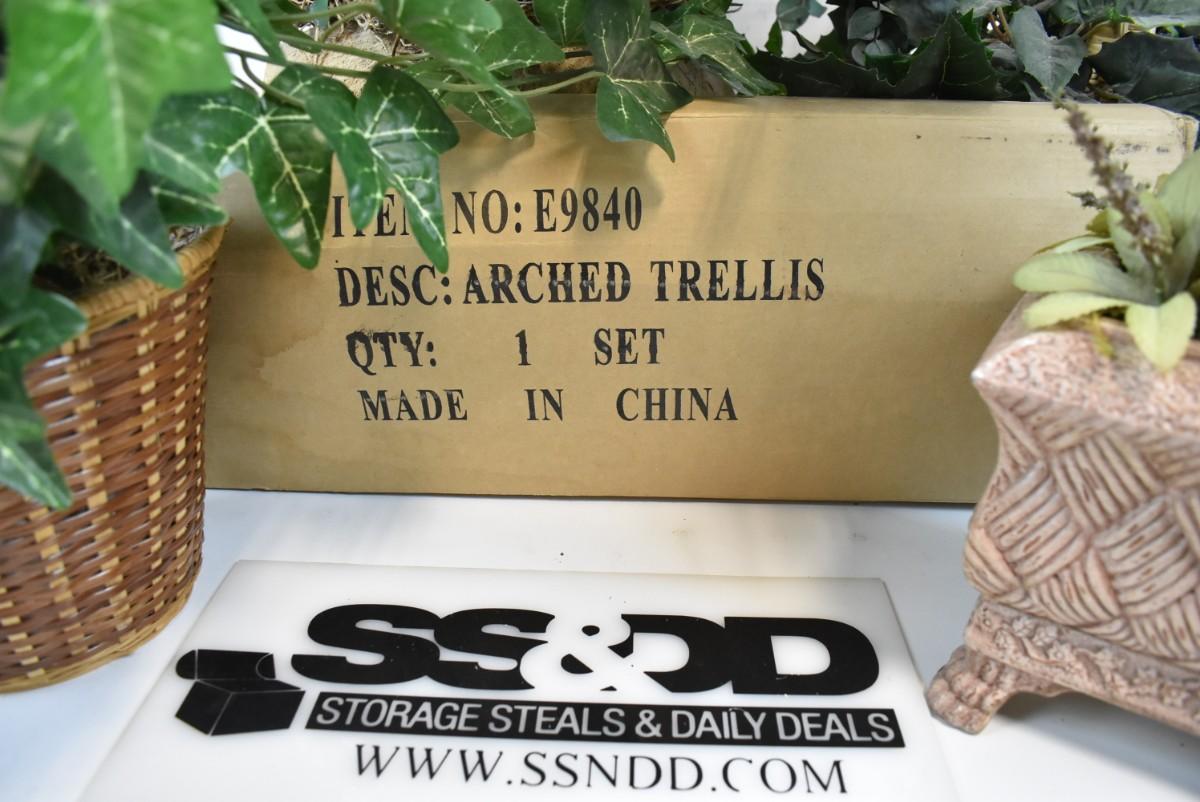 ITEM NO: E9840
DESC: ARCHED TRELLIS
QTY: 1 SET
MADE IN CHINA
SS&DD
STORAGE STEALS & DAILY DEALS
WWW.SSNDD.COM